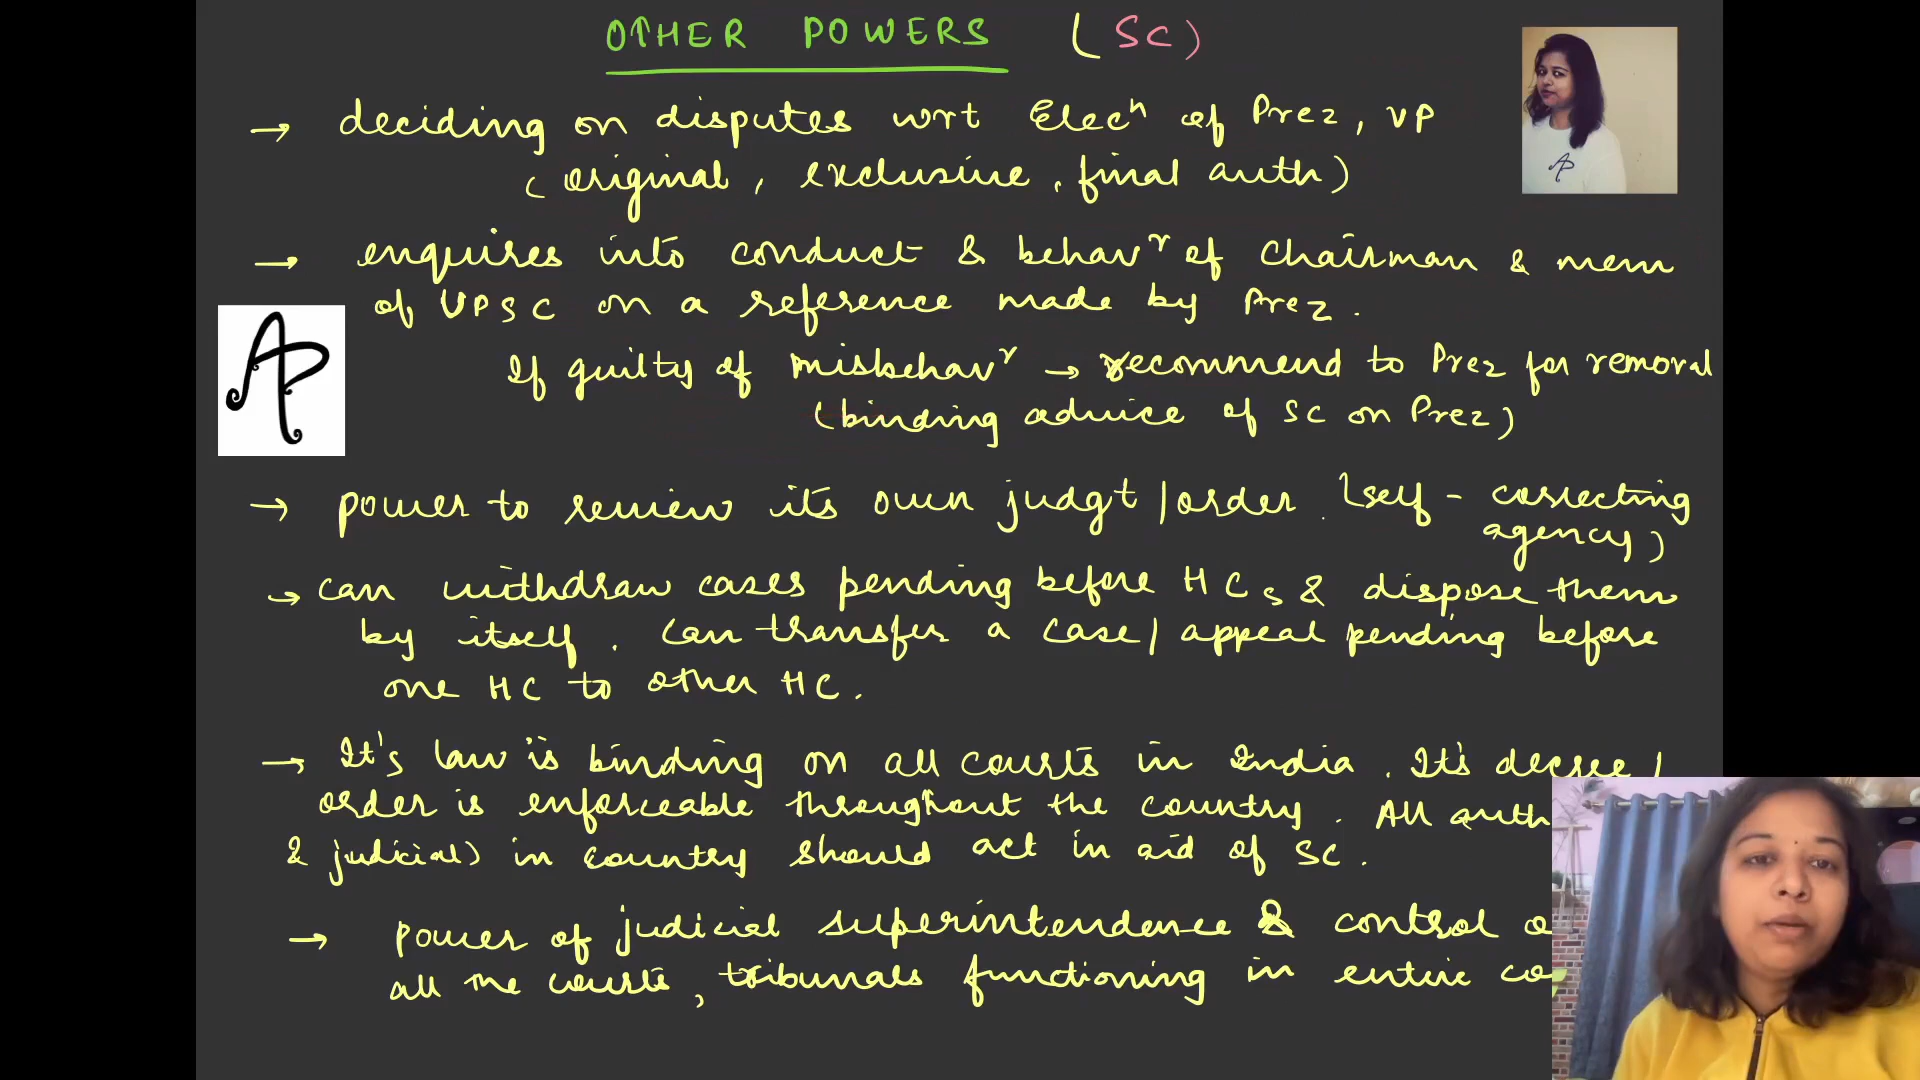 OTHER POWERS (SC)
→ deciding on disputes wrt Elecⁿ of Prez, VP
(original, exclusive, final auth)
→ enquires into conduct & behavʳ of Chairman & mem
of UPSC on a reference made by Prez.
If guilty of misbehavʳ → recommend to Prez for removal
(binding advice of SC on Prez)
→ power to review its own judgt/order. (self-correcting
agency)
→ can withdraw cases pending before HCs & dispose them
by itself. Can transfer a case/appeal pending before
one HC to other HC.
→ It's law is binding on all courts in India. It's decree/
order is enforceable throughout the country. All auth
& judicial) in country should act in aid of SC.
→ power of judicial superintendence & control
all the courts, tribunals functioning in entire
AP
AP